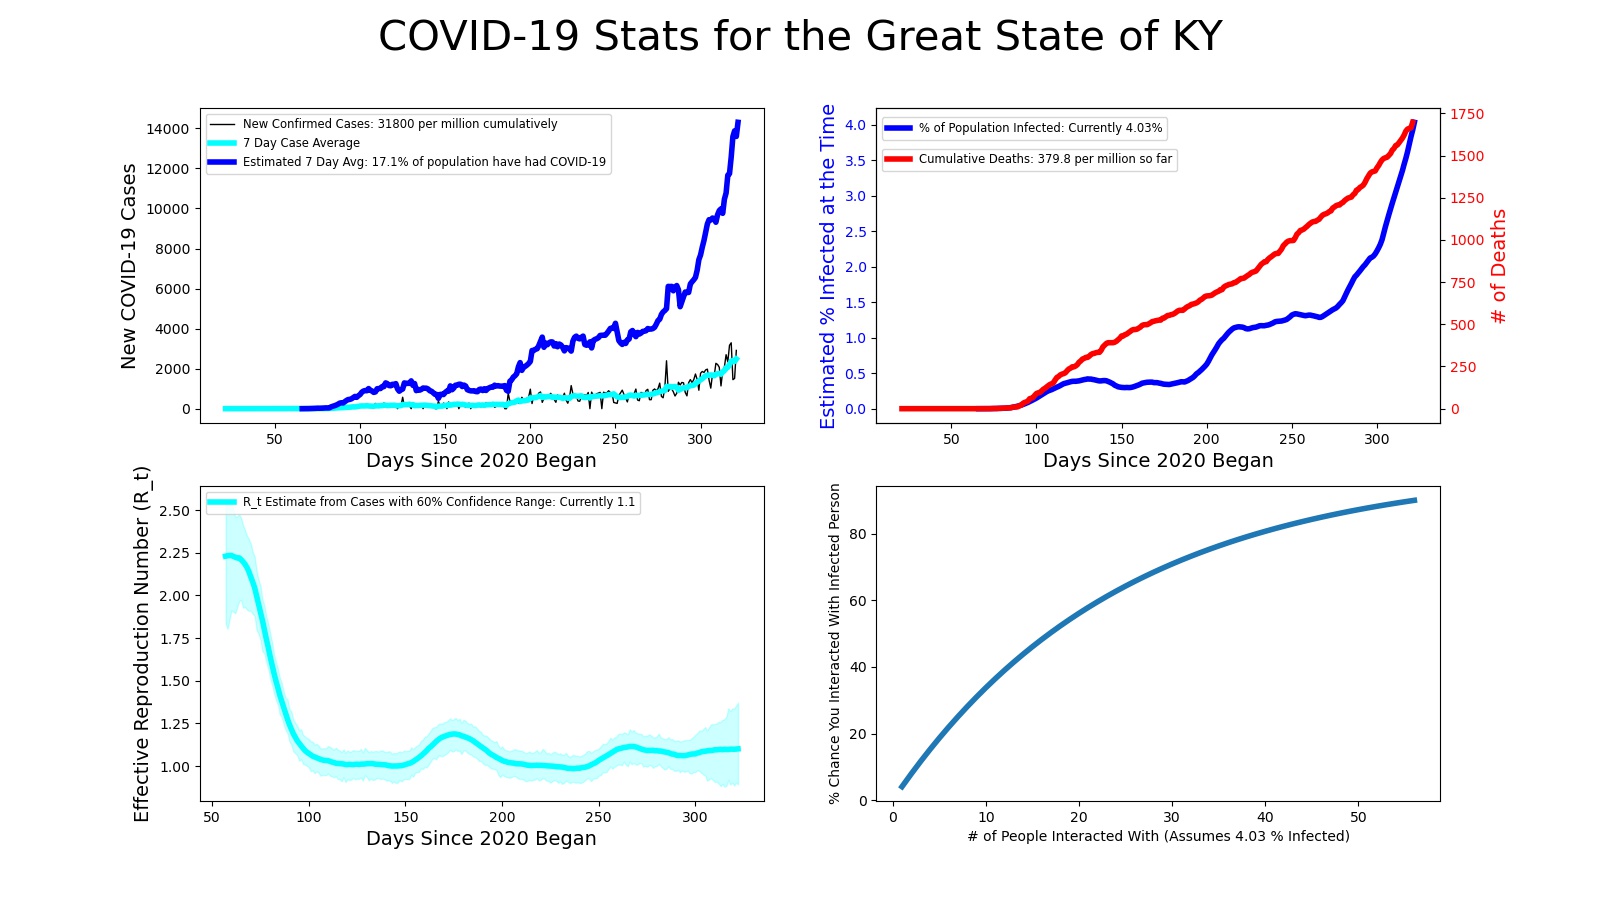 COVID-19 Stats for the Great State of KY
New COVID-19 Cases
14000
12000
10000
8000
6000
4000
2000
0
New Confirmed Cases: 31800 per million cumulatively
7 Day Case Average
Estimated 7 Day Avg: 17.1% of population have had COVID-19
50 100 150 200 250 300
Days Since 2020 Began
Estimated % Infected at the Time
4.0
3.5
3.0
2.5
2.0
1.5
1.0
0.5
0.0
% of Population Infected: Currently 4.03%
Cumulative Deaths: 379.8 per million so far
1750
1500
1250
1000
750
500
250
0
# of Deaths
50 100 150 200 250 300
Days Since 2020 Began
Effective Reproduction Number (R_t)
2.50
2.25
2.00
1.75
1.50
1.25
1.00
R_t Estimate from Cases with 60% Confidence Range: Currently 1.1
50 100 150 200 250 300
Days Since 2020 Began
% Chance You Interacted With Infected Person
80
60
40
20
0
0 10 20 30 40 50
# of People Interacted With (Assumes 4.03 % Infected)